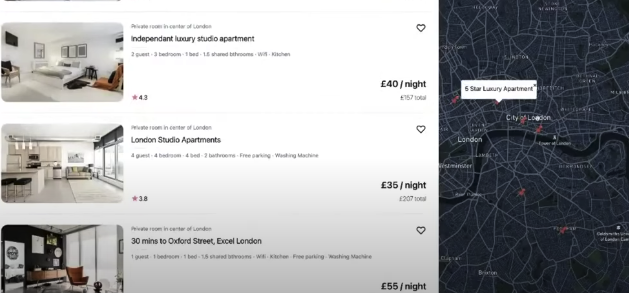 Private room in center of London
Independant luxury studio apartment
2 guest · 3 bedroom · 1 bed · 1.5 shared bthrooms · Wifi · Kitchen
£40 / night
4.3
£157 total
Private room in center of London
London Studio Apartments
4 guest · 4 bedroom · 4 bed · 2 bathrooms · Free parking · Washing Machine
£35 / night
3.8
£207 total
Private room in center of London
30 mins to Oxford Street, Excel London
1 guest · 1 bedroom · 1 bed · 1.5 shared bthrooms · Wifi · Kitchen · Free parking · Washing Machine
£55 / night
5 Star Luxury Apartment
City of London
London
Tower of London
Westminster
Brixton